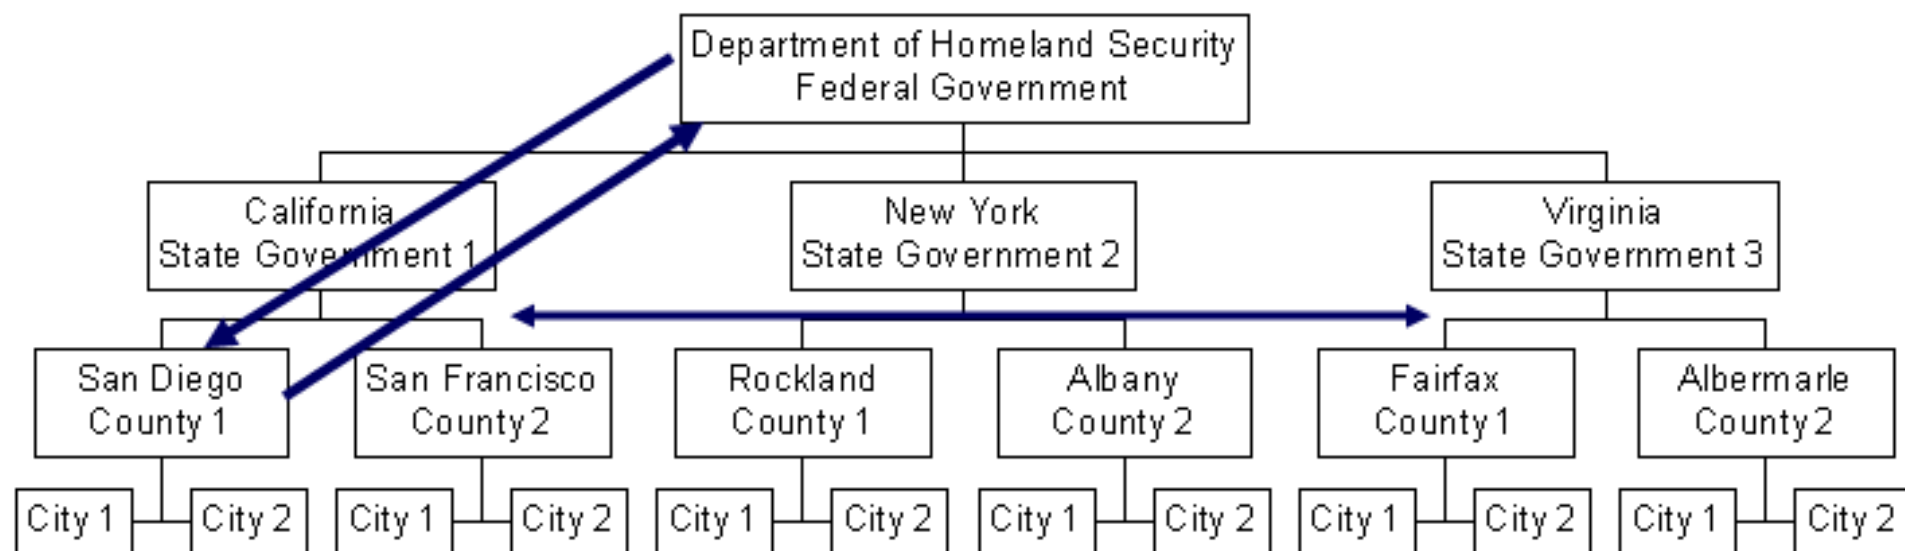 Department of Homeland Security
Federal Government
California
State Government 1
New York
State Government 2
Virginia
State Government 3
San Diego
County 1
San Francisco
County 2
Rockland
County 1
Albany
County 2
Fairfax
County 1
Albermarle
County 2
City 1
City 2
City 1
City 2
City 1
City 2
City 1
City 2
City 1
City 2
City 1
City 2